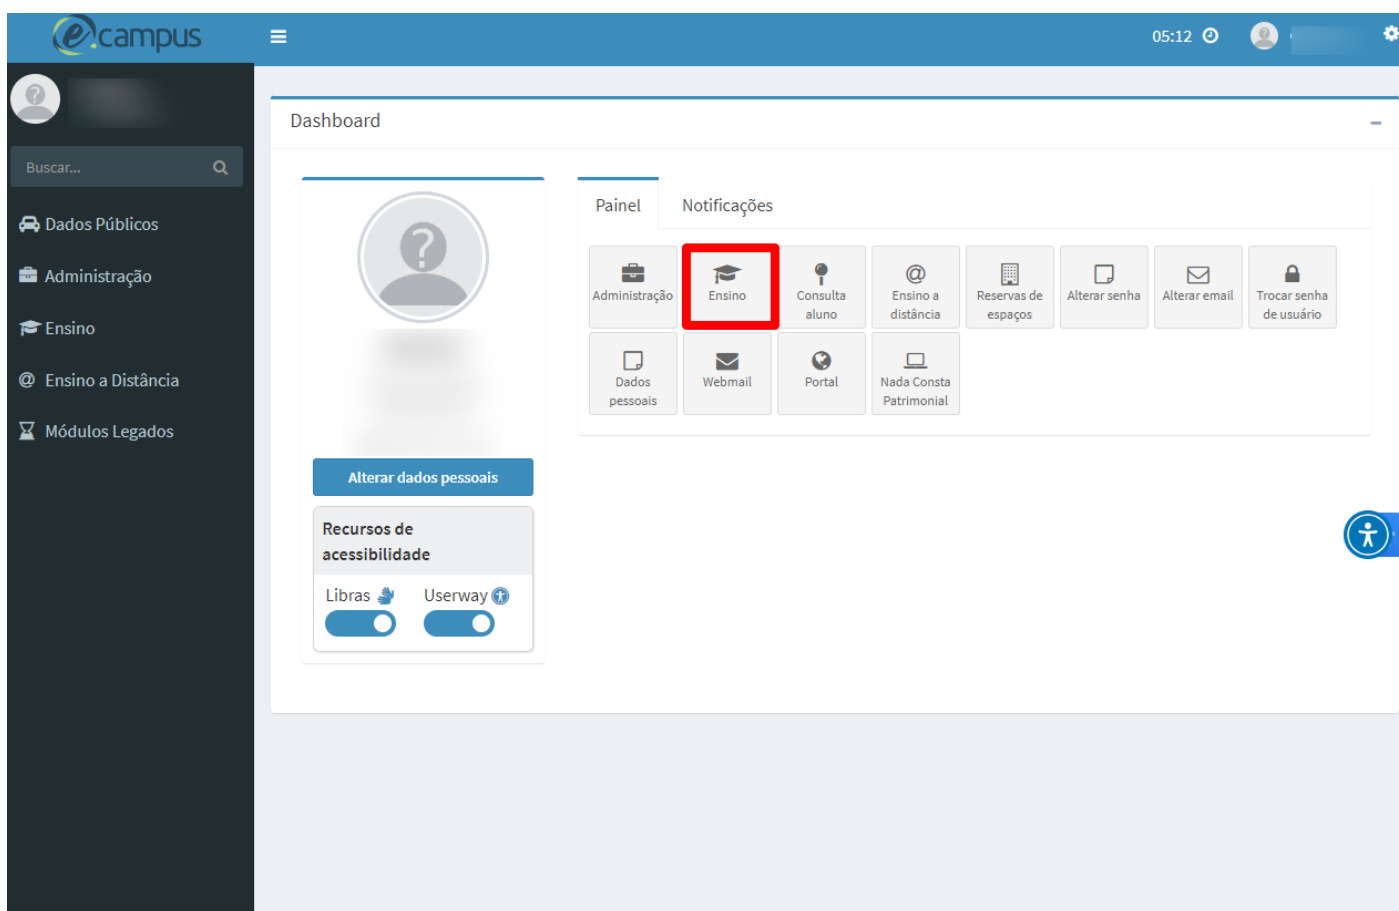 e.campus
05:12
Buscar...
Dados Públicos
Administração
Ensino
@ Ensino a Distância
Módulos Legados
Dashboard
Alterar dados pessoais
Recursos de
acessibilidade
Libras
Userway
Painel
Notificações
Administração
Ensino
Consulta
aluno
@
Ensino a
distância
Reservas de
espaços
Alterar senha
Alterar email
Trocar senha
de usuário
Dados
pessoais
Webmail
Portal
Nada Consta
Patrimonial